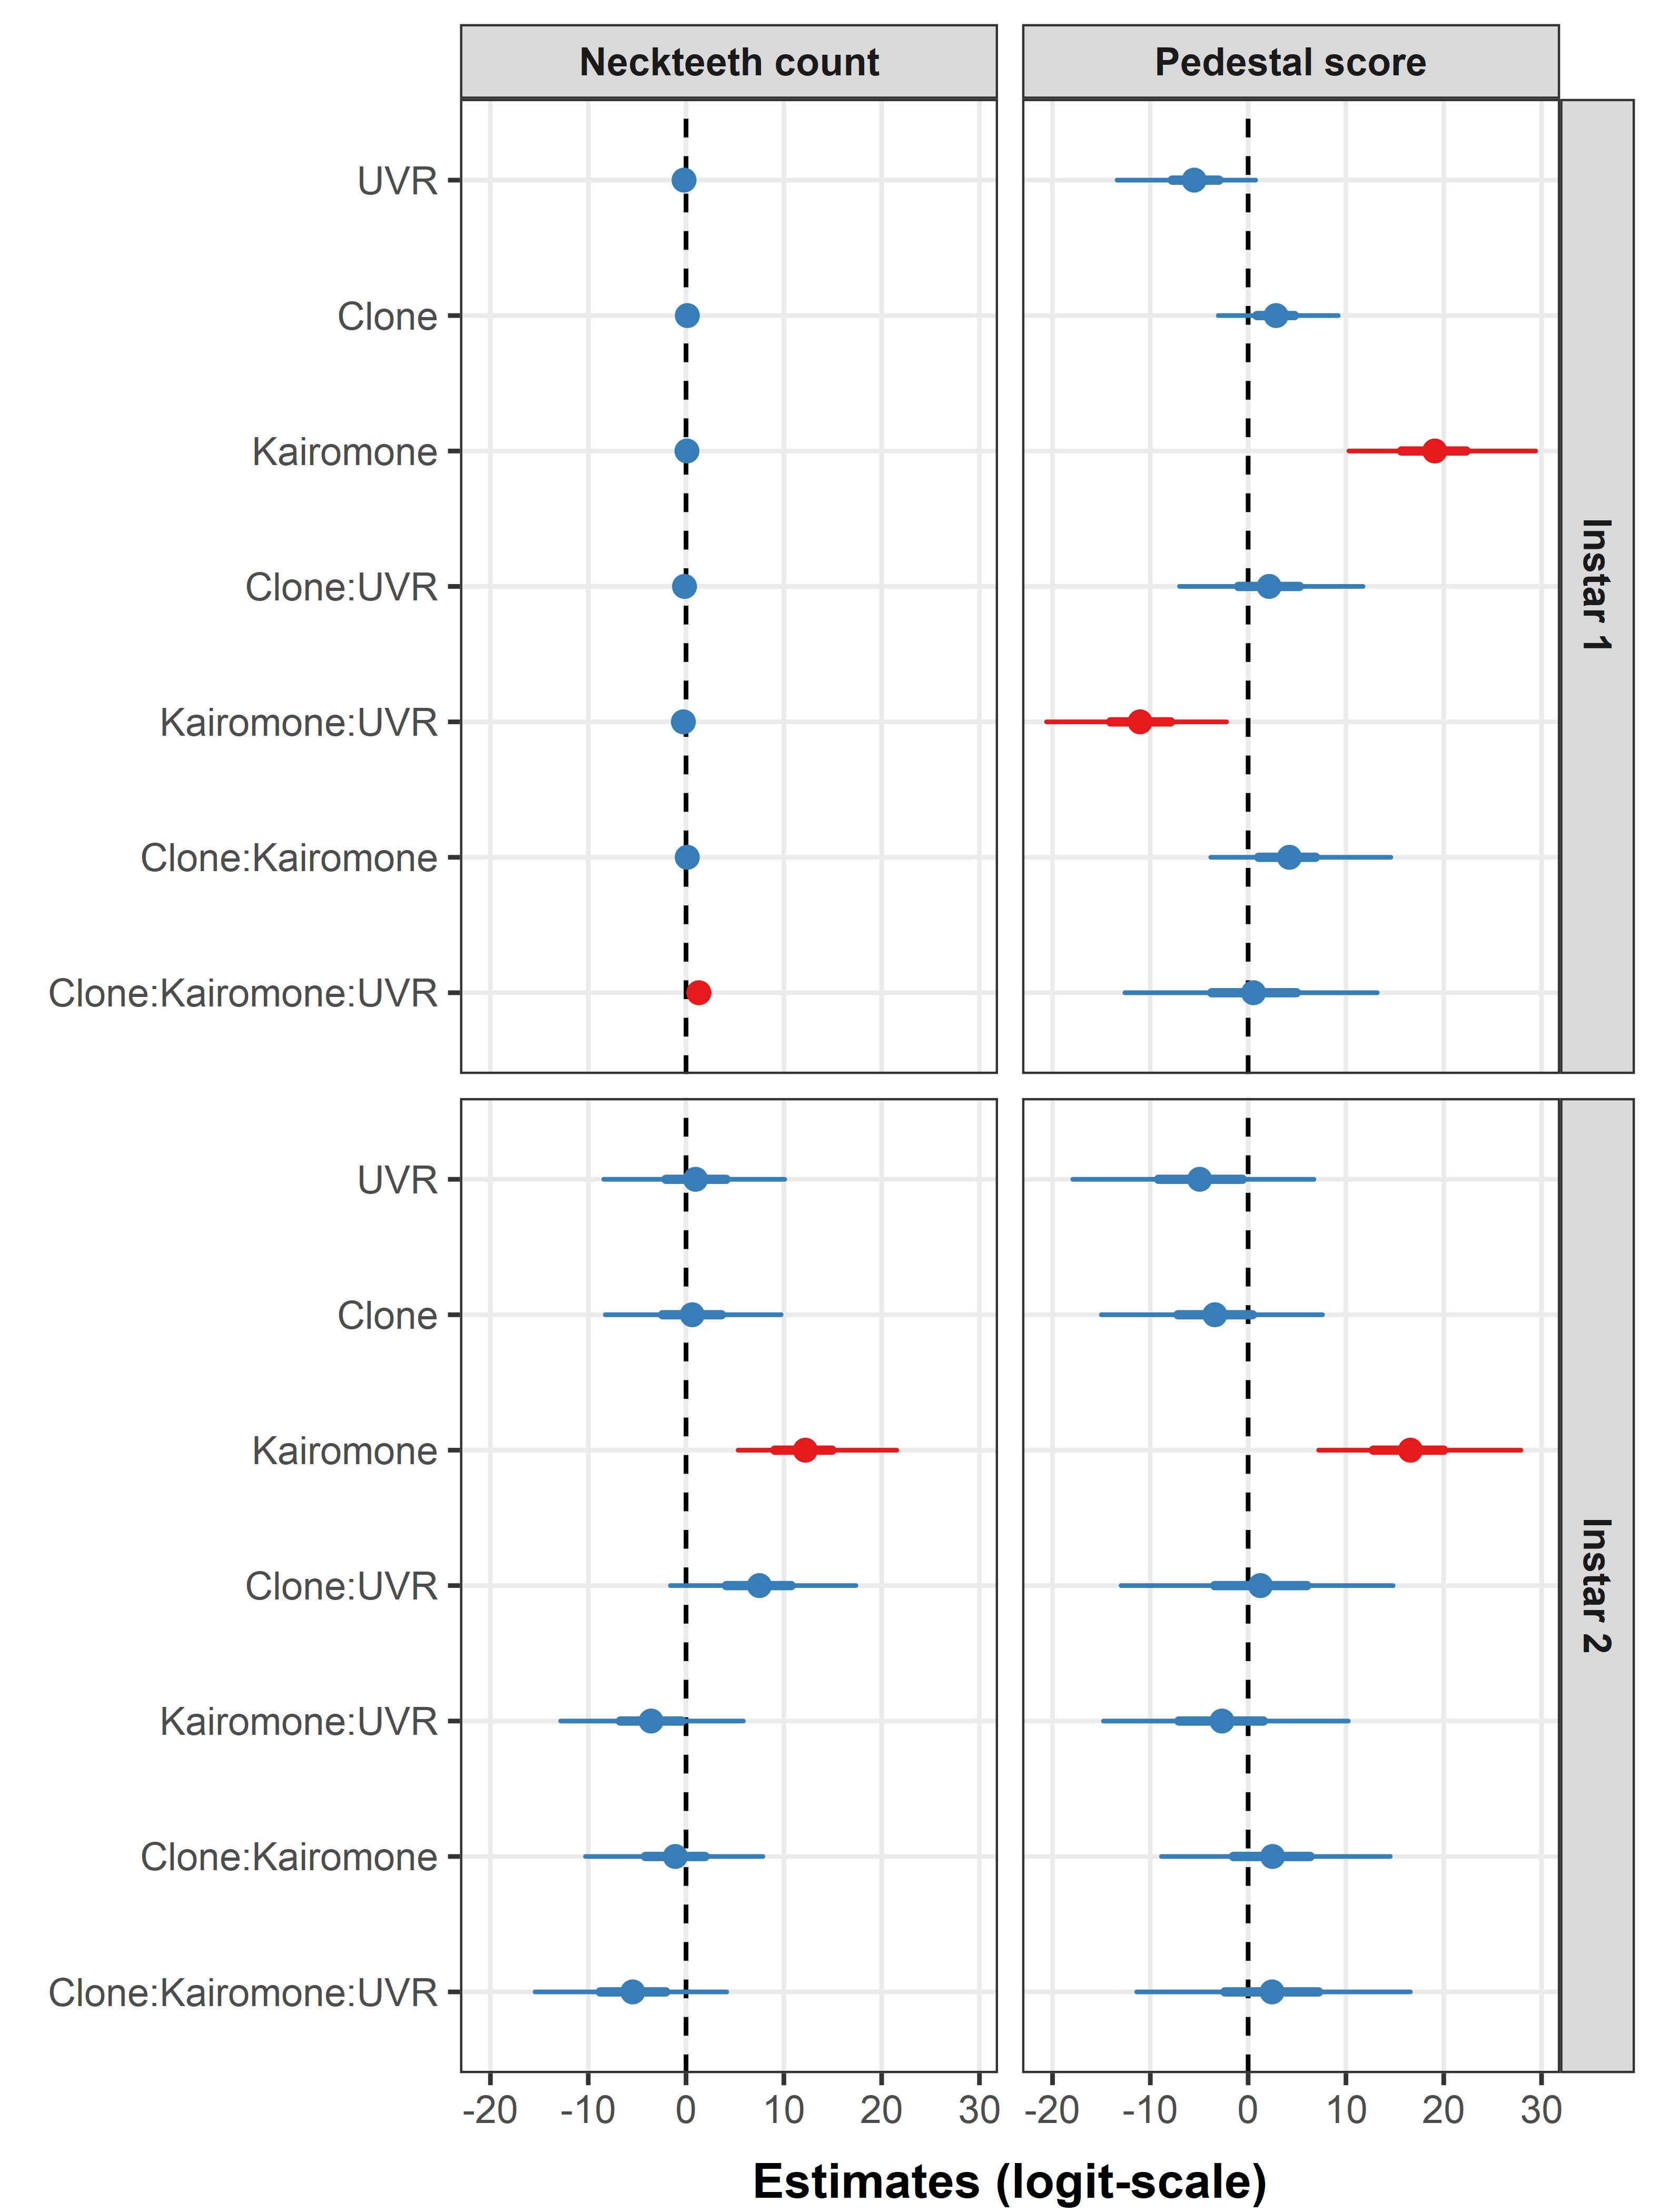 Neckteeth count
Pedestal score
UVR
Clone
Kairomone
Clone:UVR
Kairomone:UVR
Clone:Kairomone
Clone:Kairomone:UVR
Instar 1
UVR
Clone
Kairomone
Clone:UVR
Kairomone:UVR
Clone:Kairomone
Clone:Kairomone:UVR
Instar 2
-20 -10 0 10 20 30
-20 -10 0 10 20 30
Estimates (logit-scale)